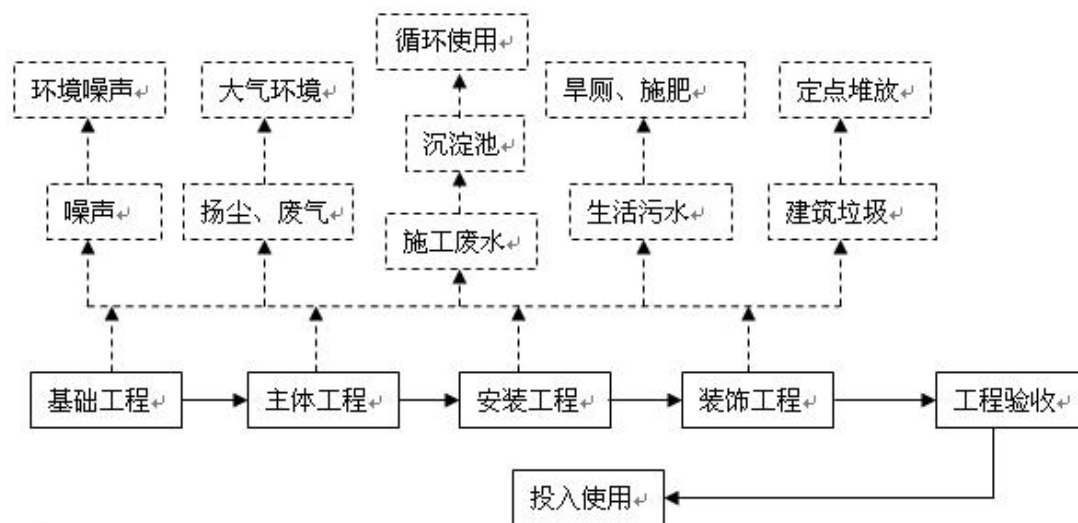 循环使用
环境噪声
大气环境
旱厕、施肥
定点堆放
沉淀池
噪声
扬尘、废气
生活污水
建筑垃圾
施工废水
基础工程
主体工程
安装工程
装饰工程
工程验收
投入使用